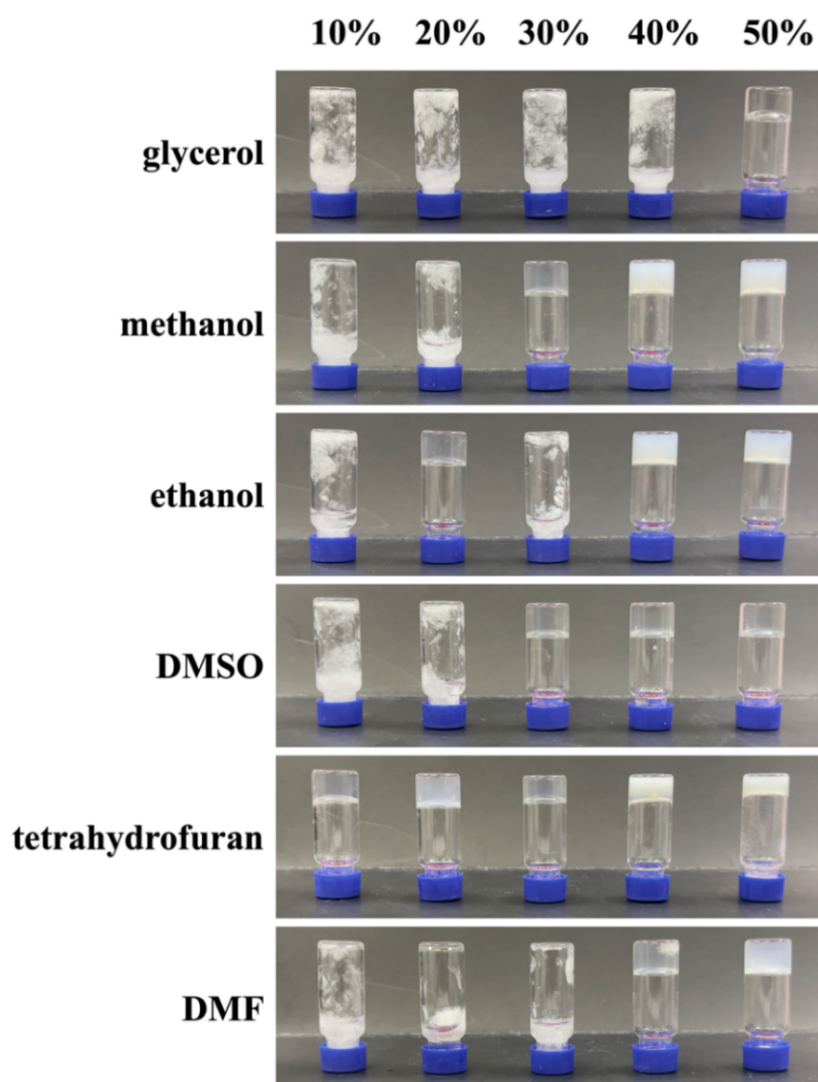 10% 20% 30% 40% 50%
glycerol
methanol
ethanol
DMSO
tetrahydrofuran
DMF